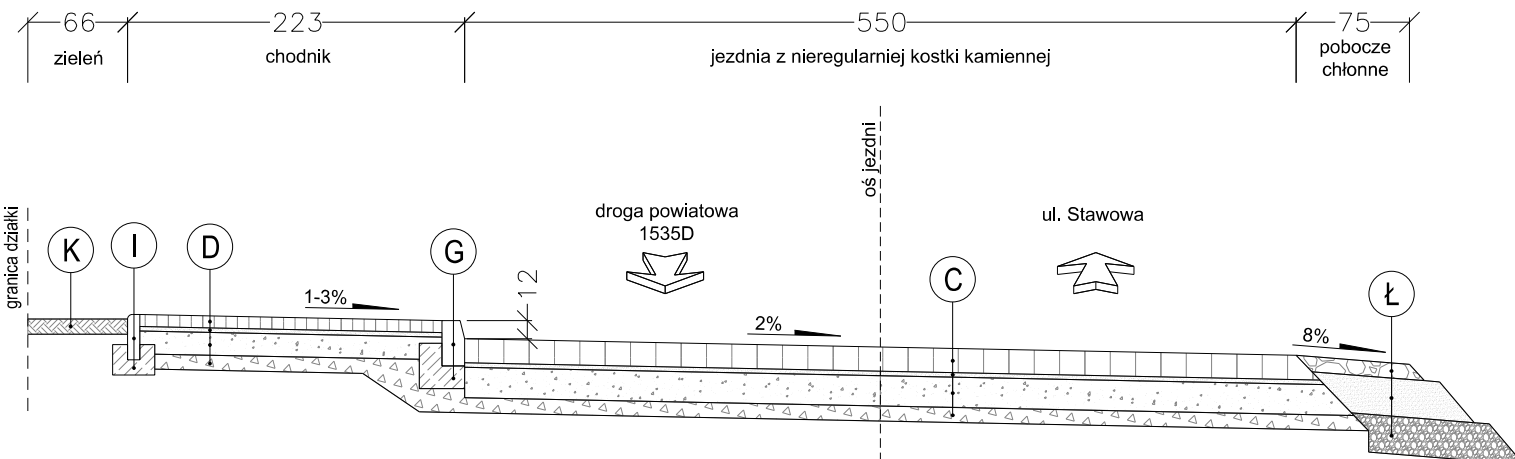 66
223
550
75
zieleń
chodnik
jezdnia z nieregularniej kostki kamiennej
pobocze
chłonne
granica działki
oś jezdni
droga powiatowa
1535D
ul. Stawowa
K
I
D
G
C
Ł
1-3%
12
2%
8%